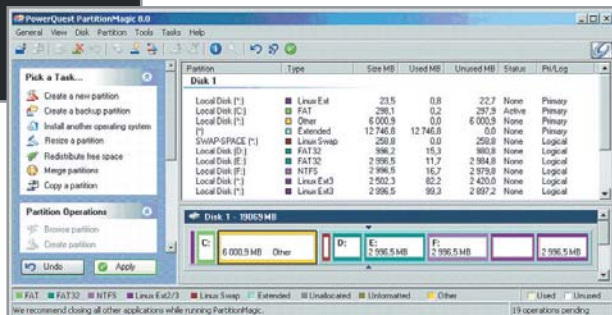 PowerQuest PartitionMagic 8.0
General View Disk Partition Tools Tasks Help
Pick a Task...
Create a new partition
Create a backup partition
Install another operating system
Resize a partition
Redistribute free space
Merge partitions
Copy a partition
Partition Operations
Browse partition
Create partition
Undo Apply
Partition Type Size MB Used MB Unused MB Status Pri/Log
Disk 1
Local Disk (*:) Linux Ext 23,5 0,8 22,7 None Primary
Local Disk (C:) FAT 298,1 0,2 297,9 Active Primary
Local Disk (*:) Other 6 000,9 0,0 6 000,9 None Primary
(*) Extended 12 746,8 12 746,8 0,0 None Primary
SWAP-SPACE (*:) Linux Swap 258,8 0,0 258,8 None Logical
Local Disk (D:) FAT32 996,2 15,3 980,8 None Logical
Local Disk (E:) FAT32 2 996,5 11,7 2 984,8 None Logical
Local Disk (F:) NTFS 2 996,5 16,7 2 979,8 None Logical
Local Disk (*:) Linux Ext3 2 502,3 82,2 2 420,0 None Logical
Local Disk (*:) Linux Ext3 2 996,5 99,3 2 897,2 None Logical
Disk 1 - 19069 MB
C: D: E: F:
6 000,9 MB Other 2 996,5 MB 2 996,5 MB 2 996,5 MB
FAT FAT32 NTFS Linux Ext2/3 Linux Swap Extended Unallocated Unformatted Other Used Unused
We recommend closing all other applications while running PartitionMagic. 19 operations pending